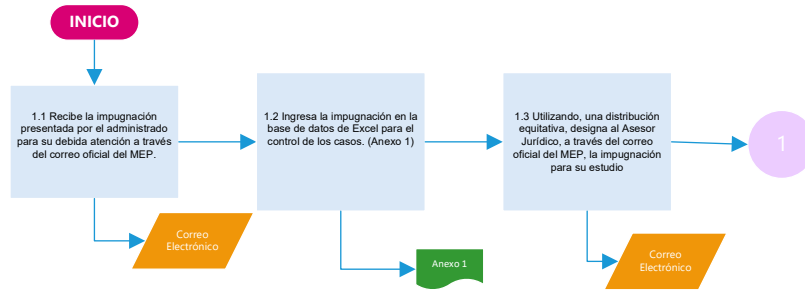 INICIO
1.1 Recibe la impugnación
presentada por el administrado
para su debida atención a través
del correo oficial del MEP.
1.2 Ingresa la impugnación en la
base de datos de Excel para el
control de los casos. (Anexo 1)
1.3 Utilizando, una distribución
equitativa, designa al Asesor
Jurídico, a través del correo
oficial del MEP, la impugnación
para su estudio
1
Correo
Electrónico
Anexo 1
Correo
Electrónico